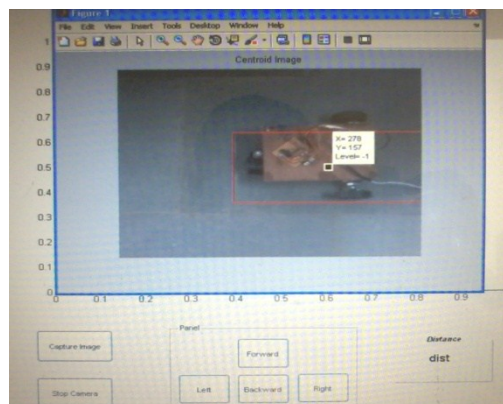 Figure 1
File Edit View Insert Tools Desktop Window Help
Centroid Image
1
0.9
0.8
0.7
0.6
0.5
0.4
0.3
0.2
0.1
0
X= 278
Y= 157
Level= -1
0 0.1 0.2 0.3 0.4 0.5 0.6 0.7 0.8 0.9
Panel
Capture Image
Forward
Distance
dist
Stop Camera
Left
Backward
Right